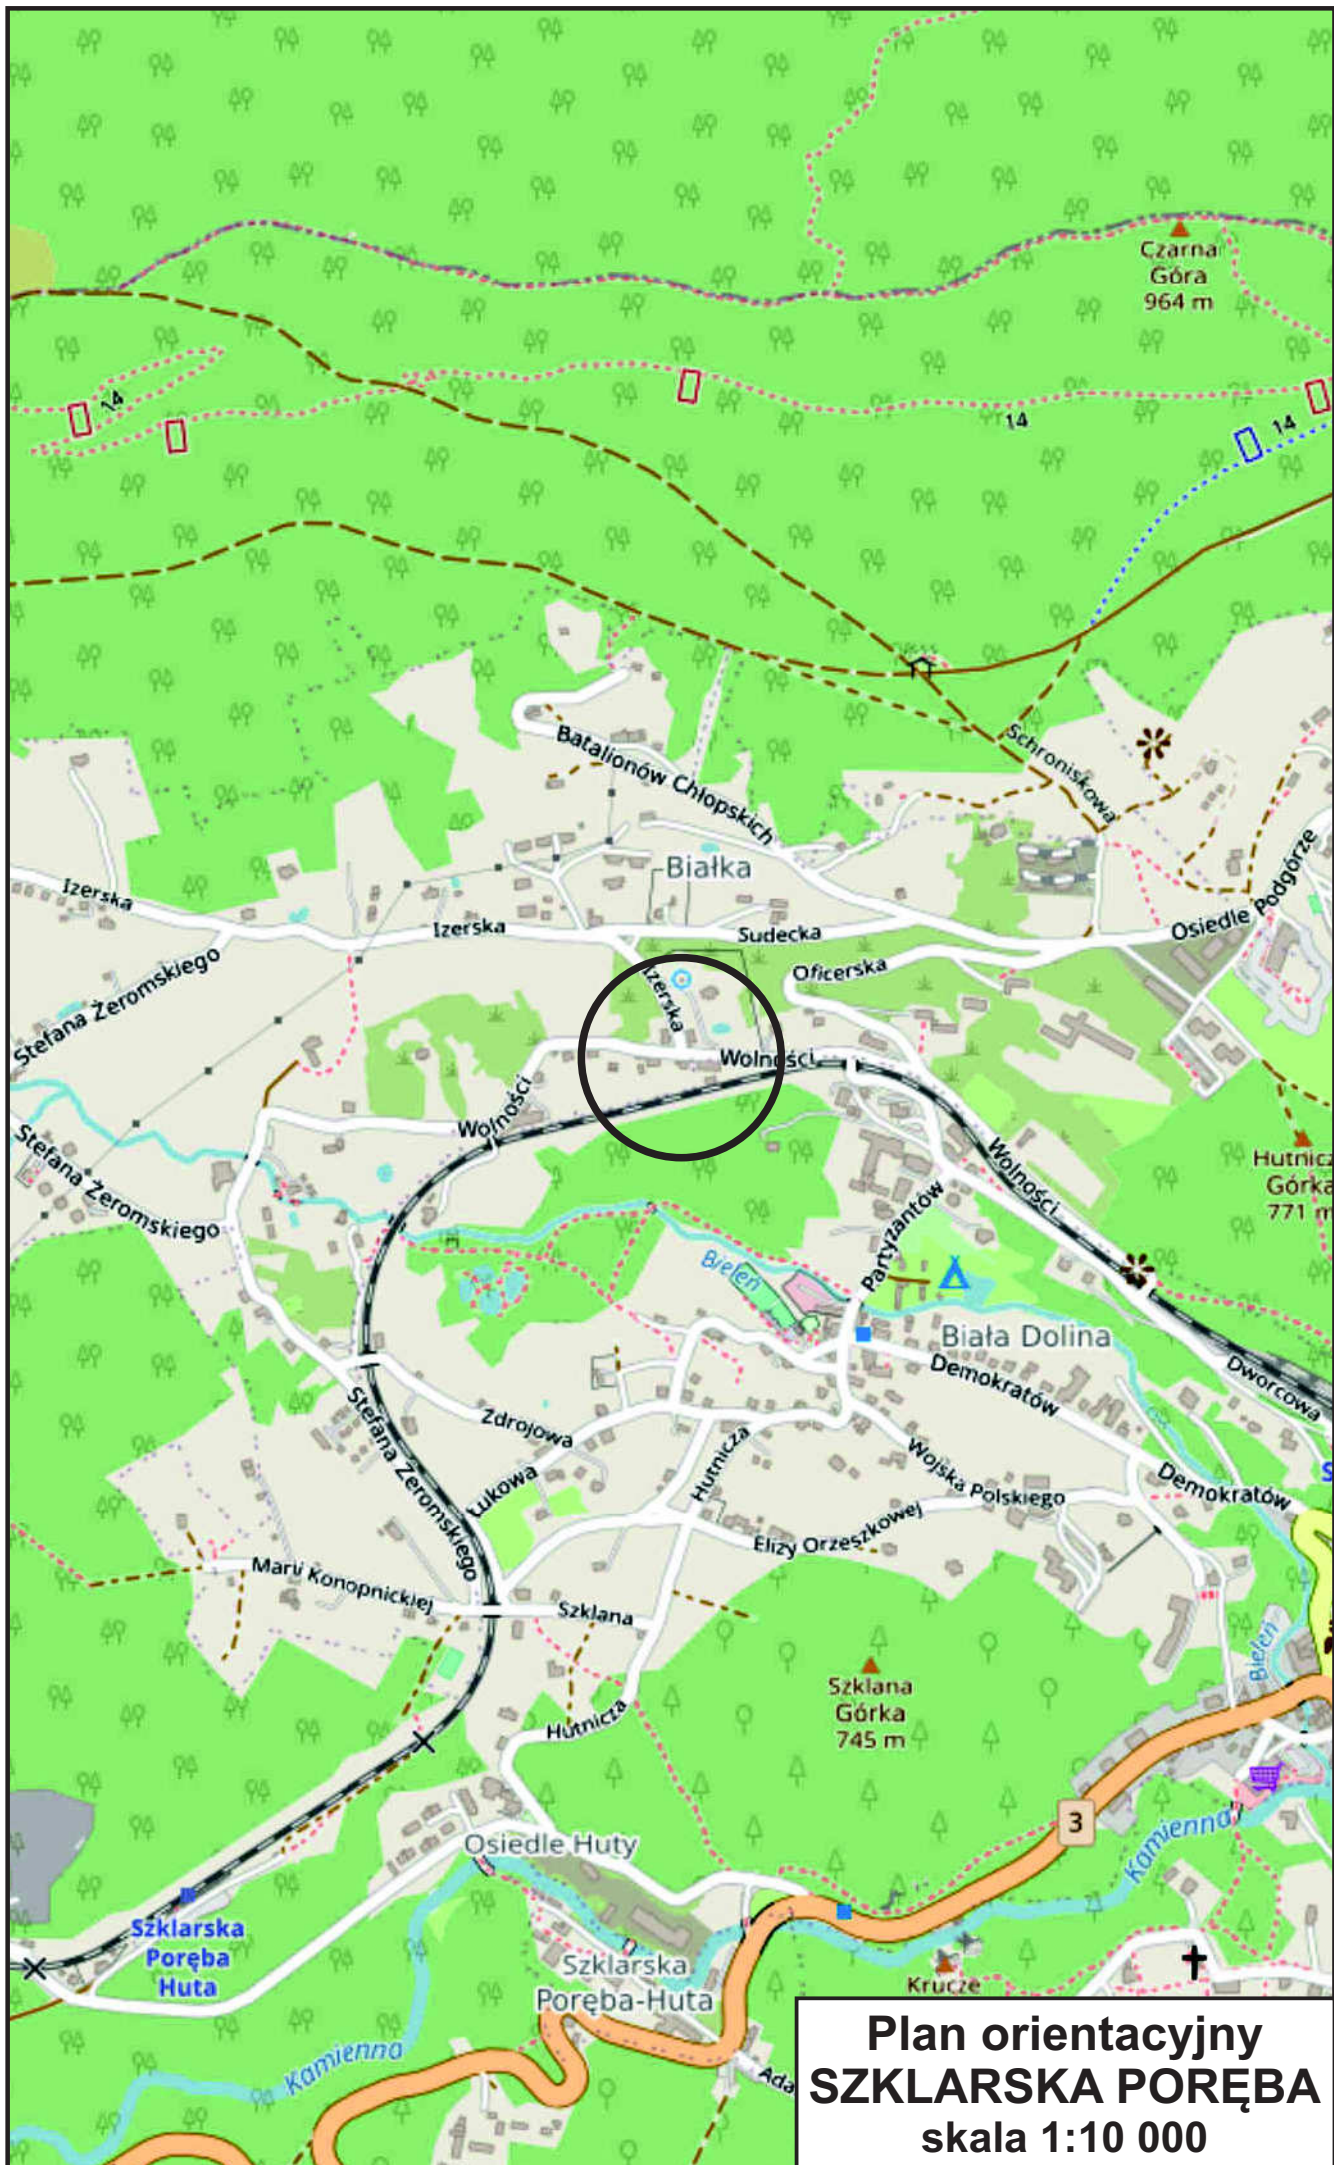 Czarna
Góra
964 m
14
14
14
Schroniskowa
Batalionów Chłopskich
Białka
Osiedle Podgórze
Izerska
Izerska
Sudecka
Stefana Żeromskiego
Izerska
Oficerska
Wolności
Wolności
Wolności
Stefana Żeromskiego
Hutnicz
Górka
771 m
Partyzantów
Bieleń
Biała Dolina
Demokratów
Dworcowa
Stefana Żeromskiego
Zdrojowa
Łukowa
Hutnicza
Wojska Polskiego
Demokratów
S
Elizy Orzeszkowej
Marii Konopnickiej
Szklana
Bieleń
Szklana
Górka
745 m
Hutnicza
3
Kamienna
Osiedle Huty
Szklarska
Poręba
Huta
Szklarska
Poręba-Huta
Krucze
Kamienna
Ada
Plan orientacyjny
SZKLARSKA PORĘBA
skala 1:10 000